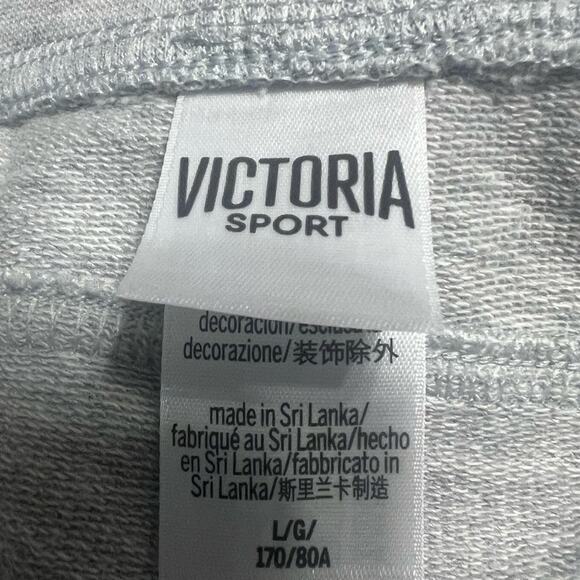 VICTORIA
SPORT
decoración/
decorazione/装饰除外
made in Sri Lanka/
fabriqué au Sri Lanka/hecho
en Sri Lanka/fabbricato in
Sri Lanka/斯里兰卡制造
L/G/
170/80A